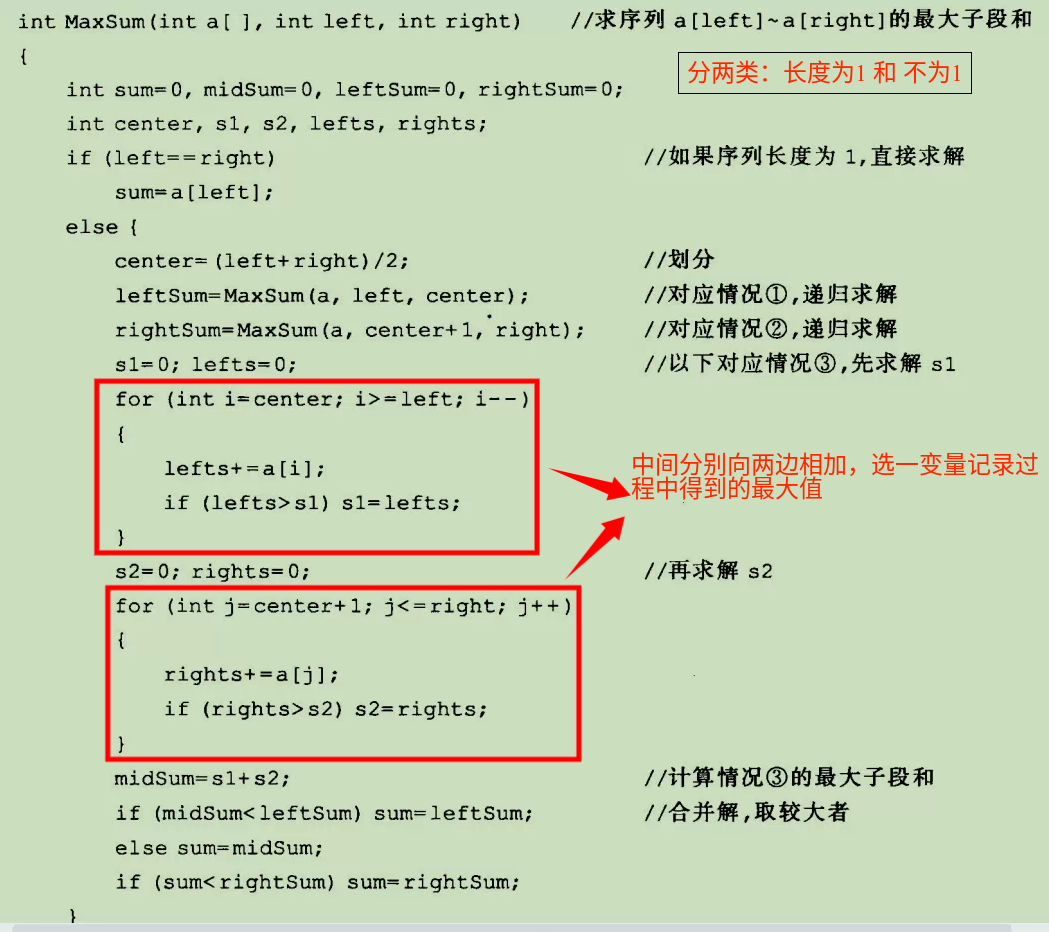 int MaxSum(int a[ ], int left, int right) //求序列 a[left]~a[right]的最大子段和
{
分两类：长度为1 和 不为1
int sum=0, midSum=0, leftSum=0, rightSum=0;
int center, s1, s2, lefts, rights;
if (left==right) //如果序列长度为 1,直接求解
sum=a[left];
else {
center=(left+right)/2; //划分
leftSum=MaxSum(a, left, center); //对应情况①,递归求解
rightSum=MaxSum(a, center+1, right); //对应情况②,递归求解
s1=0; lefts=0; //以下对应情况③,先求解 s1
for (int i=center; i>=left; i--)
{
lefts+=a[i];
if (lefts>s1) s1=lefts;
}
中间分别向两边相加，选一变量记录过
程中得到的最大值
s2=0; rights=0; //再求解 s2
for (int j=center+1; j<=right; j++)
{
rights+=a[j];
if (rights>s2) s2=rights;
}
midSum=s1+s2; //计算情况③的最大子段和
if (midSum<leftSum) sum=leftSum; //合并解,取较大者
else sum=midSum;
if (sum<rightSum) sum=rightSum;
}